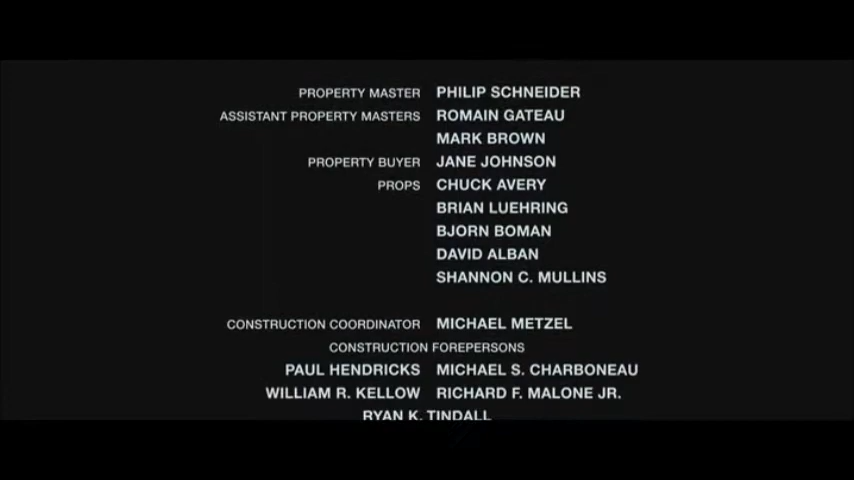 PROPERTY MASTER PHILIP SCHNEIDER
ASSISTANT PROPERTY MASTERS ROMAIN GATEAU
MARK BROWN
PROPERTY BUYER JANE JOHNSON
PROPS CHUCK AVERY
BRIAN LUEHRING
BJORN BOMAN
DAVID ALBAN
SHANNON C. MULLINS
CONSTRUCTION COORDINATOR MICHAEL METZEL
CONSTRUCTION FOREPERSONS
PAUL HENDRICKS MICHAEL S. CHARBONEAU
WILLIAM R. KELLOW RICHARD F. MALONE JR.
RYAN K. TINDALL